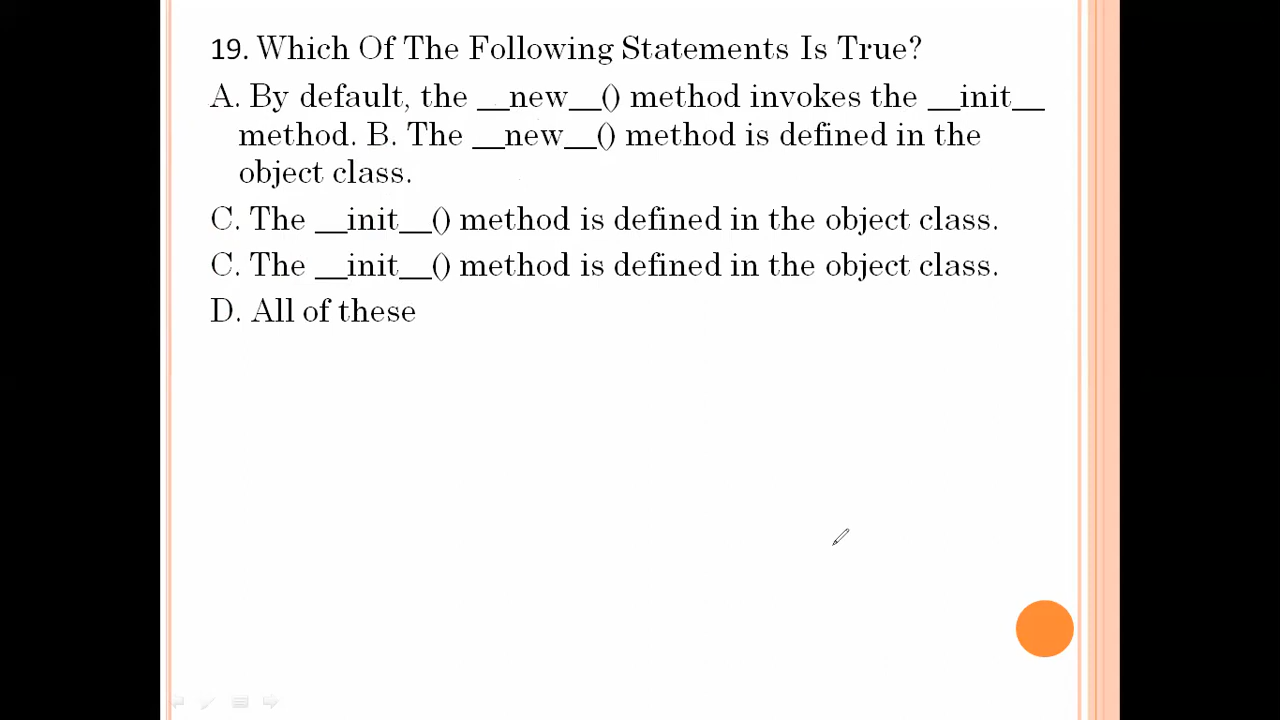 19. Which Of The Following Statements Is True?
A. By default, the __new__() method invokes the __init__
method. B. The __new__() method is defined in the
object class.
C. The __init__() method is defined in the object class.
C. The __init__() method is defined in the object class.
D. All of these